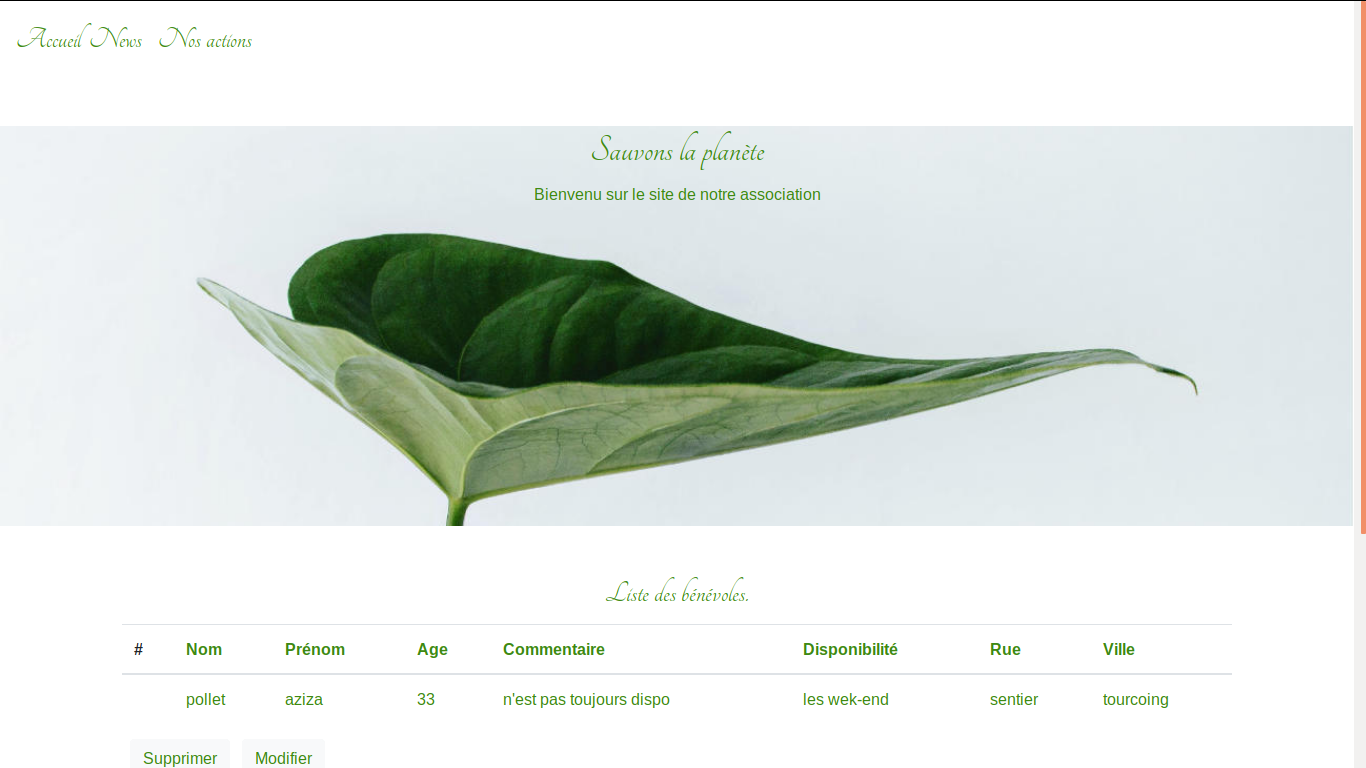 Accueil News Nos actions
Sauvons la planète
Bienvenu sur le site de notre association
Liste des bénévoles.
# Nom Prénom Age Commentaire Disponibilité Rue Ville
pollet aziza 33 n'est pas toujours dispo les wek-end sentier tourcoing
Supprimer Modifier